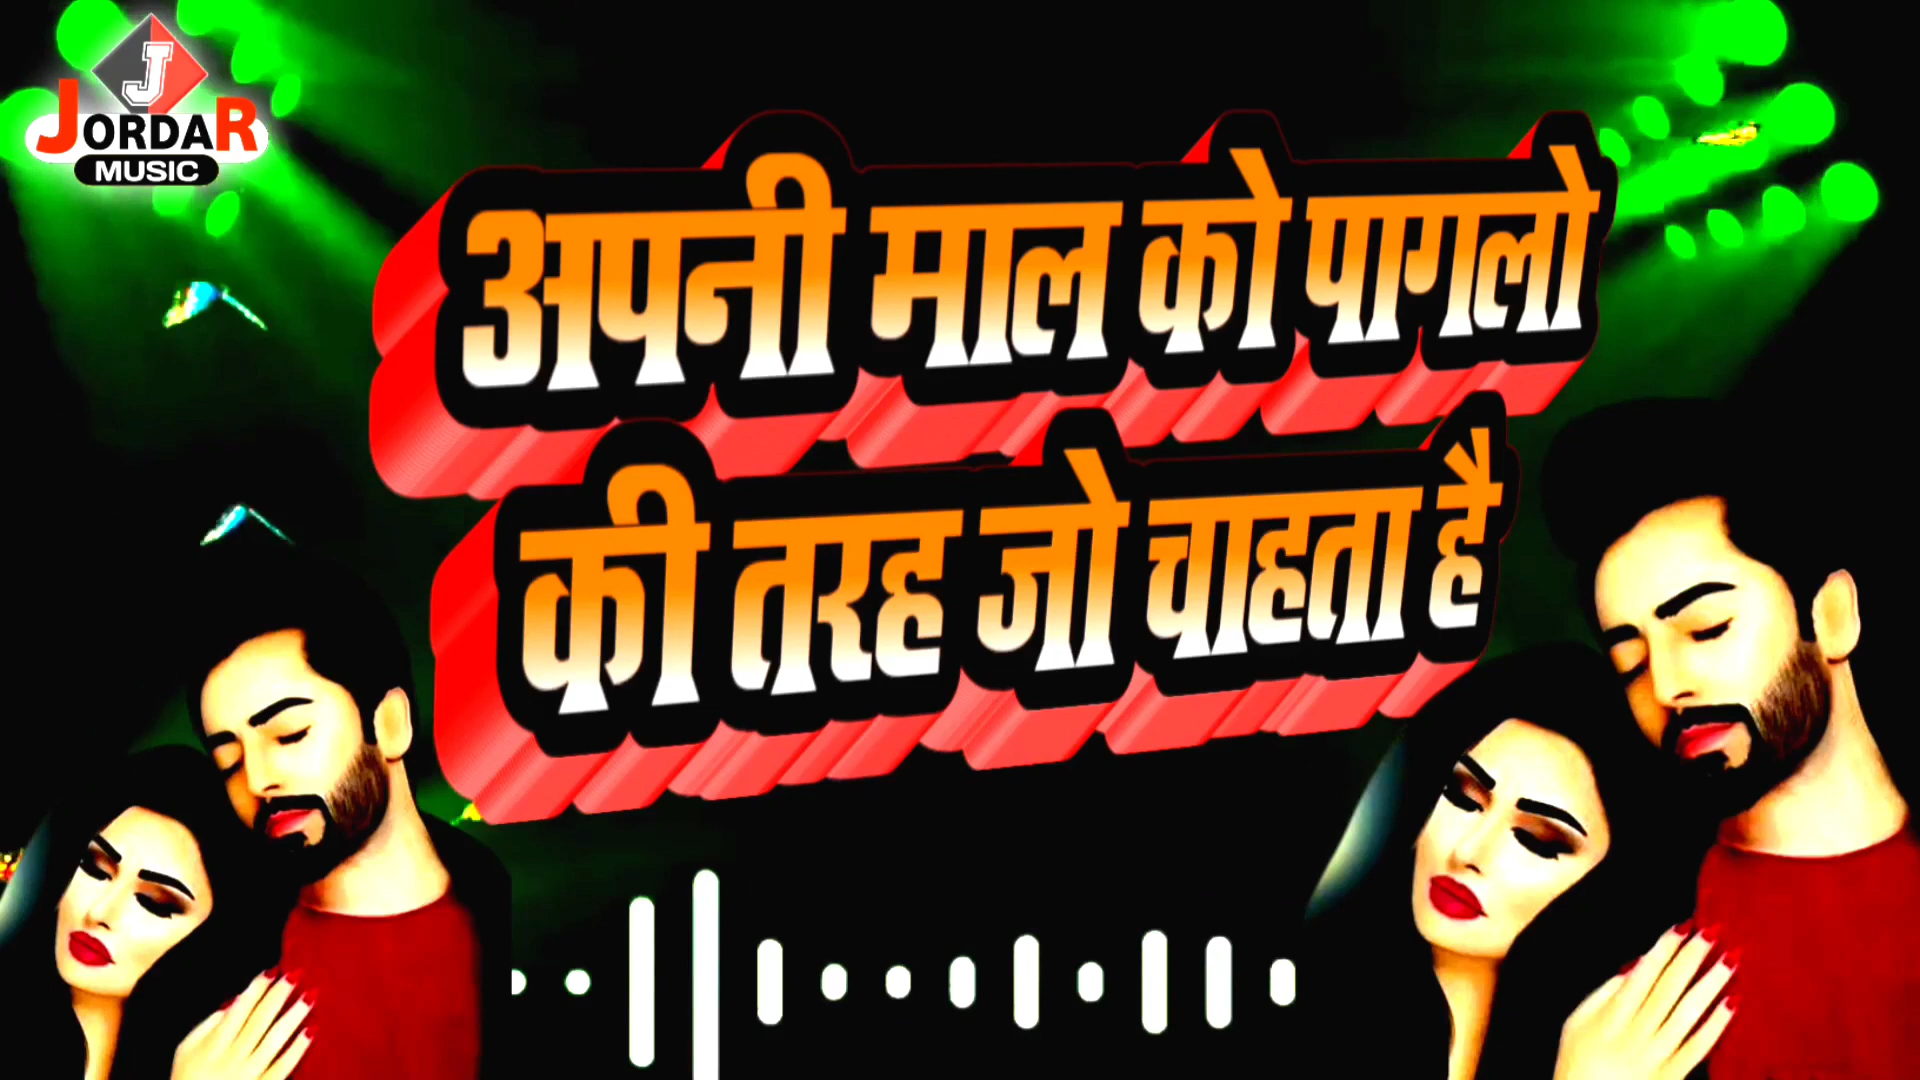 J
JORDAR
MUSIC
अपनी माल को पागलो
की तरह जो चाहता है